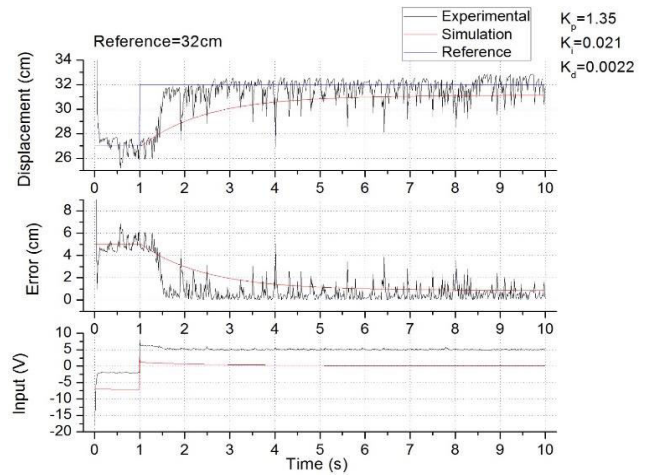 Experimental
Simulation
Reference
Kp=1.35
Ki=0.021
Kd=0.0022
Reference=32cm
Displacement (cm)
34
32
30
28
26
0 1 2 3 4 5 6 7 8 9 10
Error (cm)
8
6
4
2
0
0 1 2 3 4 5 6 7 8 9 10
Input (V)
10
5
0
-5
-10
-15
-20
0 1 2 3 4 5 6 7 8 9 10
Time (s)